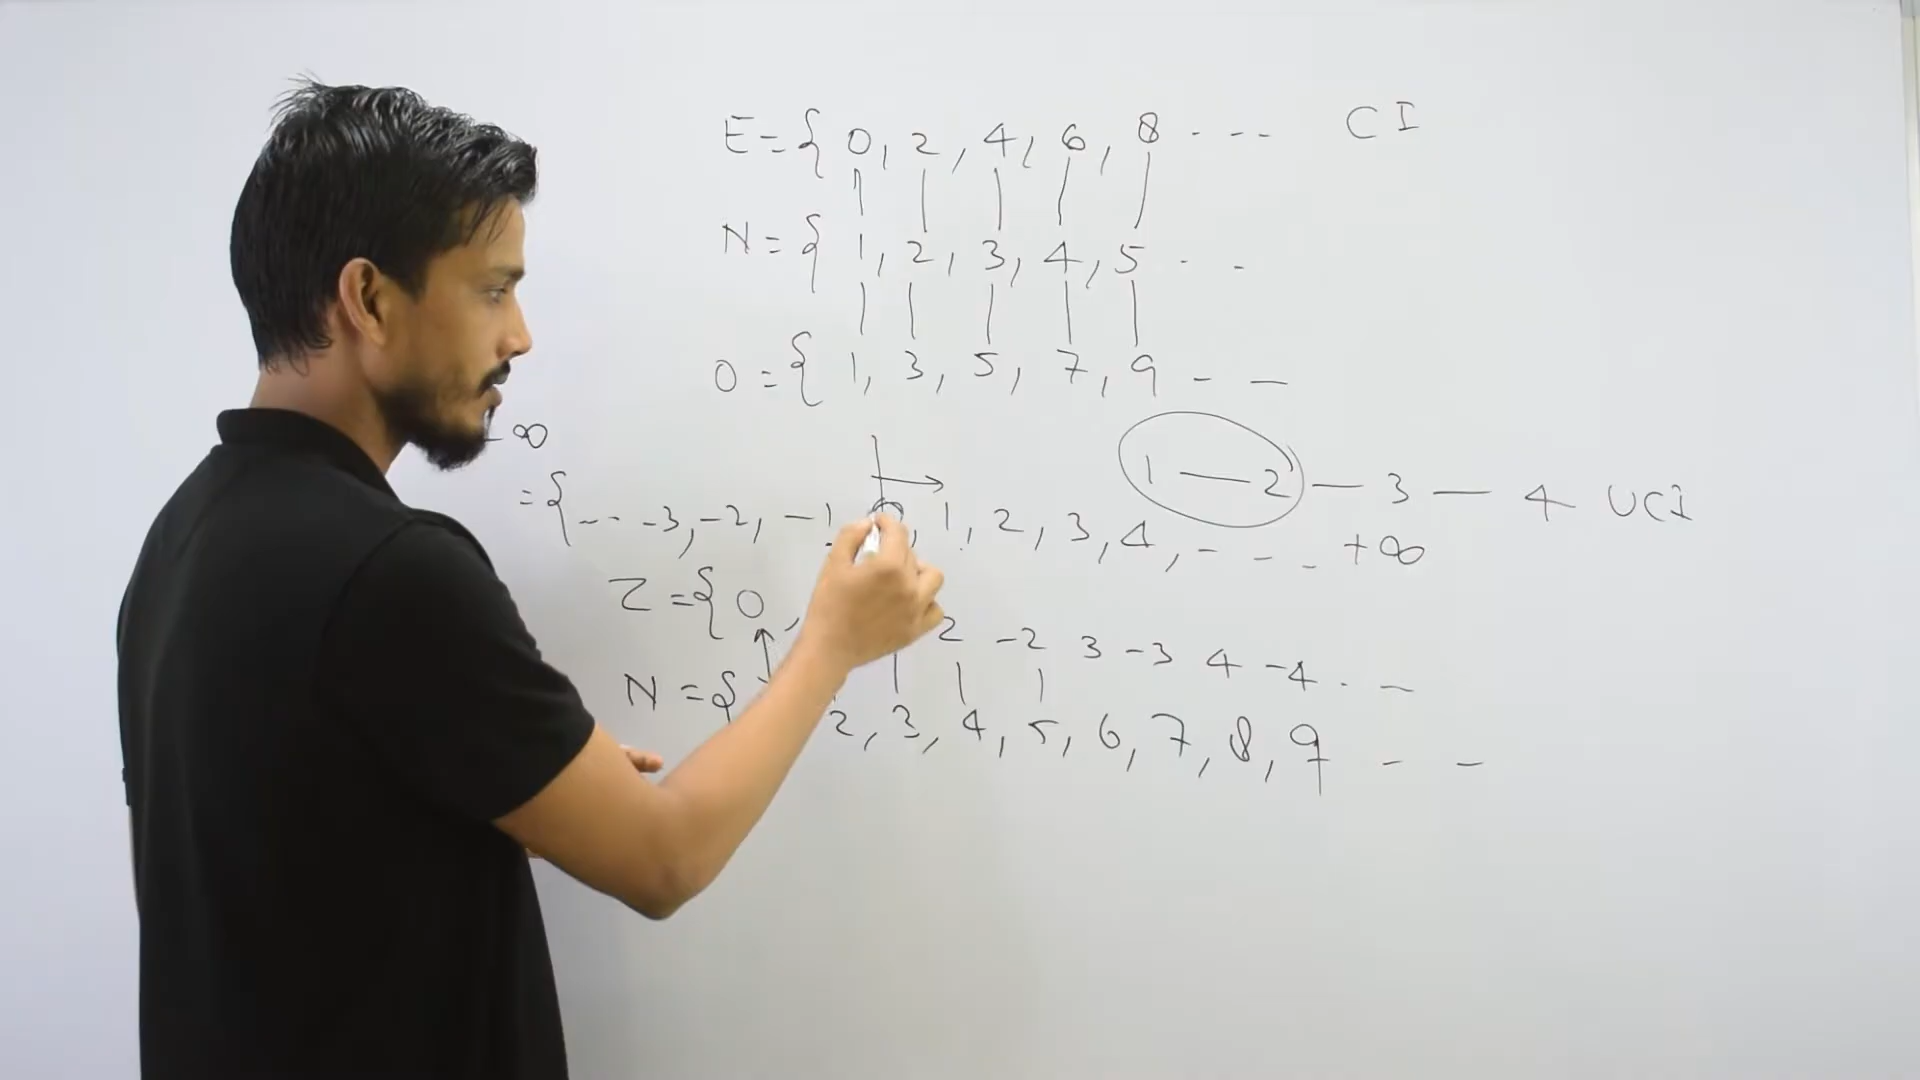 E={0, 2, 4, 6, 8 - - - CI
N={1, 2, 3, 4, 5 - -
O={1, 3, 5, 7, 9 - -
-∞
1 — 2 — 3 — 4 UCI
={--- -3, -2, -1, 0, 1, 2, 3, 4, - - - +∞
Z={0, 2 -2 3 -3 4 -4 - -
N={ 2, 3, 4, 5, 6, 7, 8, 9 - -